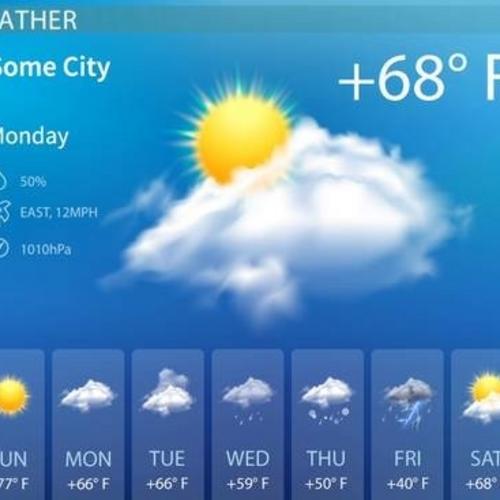 ATHER
Some City
+68° F
Monday
50%
EAST, 12MPH
1010hPa
UN MON TUE WED THU FRI SAT
77° F +66° F +66° F +59° F +50° F +40° F +68°